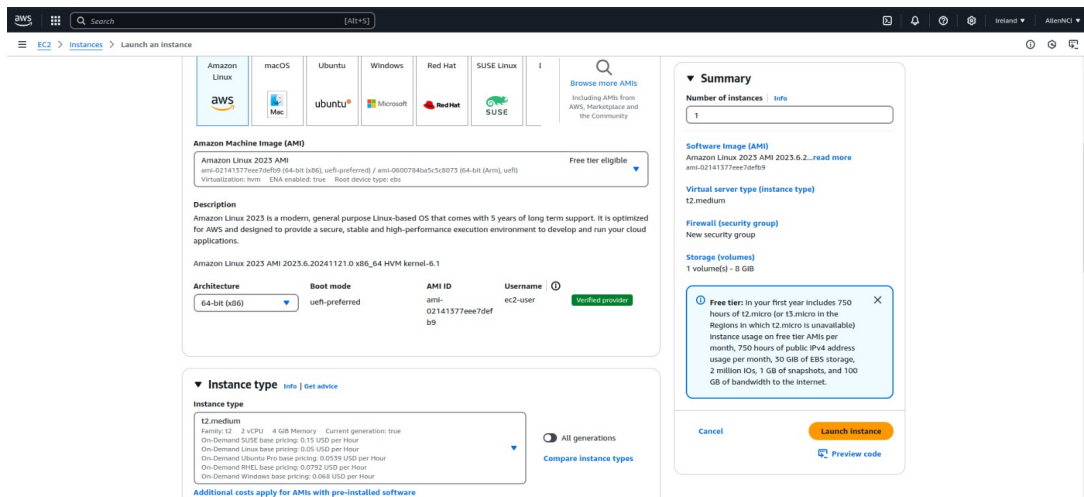 aws
Search
[Alt+S]
Ireland
AllenNCI
EC2 > Instances > Launch an instance
Amazon Linux
macOS
Ubuntu
Windows
Red Hat
SUSE Linux
aws
Mac
ubuntu
Microsoft
Red Hat
SUSE
Browse more AMIs
Including AMIs from
AWS, Marketplace and
the Community
Amazon Machine Image (AMI)
Amazon Linux 2023 AMI
Free tier eligible
ami-02141377eee7defb9 (64-bit (x86), uefi-preferred) / ami-0600784ba5c5c8073 (64-bit (Arm), uefi)
Virtualization: hvm ENA enabled: true Root device type: ebs
Description
Amazon Linux 2023 is a modern, general purpose Linux-based OS that comes with 5 years of long term support. It is optimized
for AWS and designed to provide a secure, stable and high-performance execution environment to develop and run your cloud
applications.
Amazon Linux 2023 AMI 2023.6.20241121.0 x86_64 HVM kernel-6.1
Architecture
Boot mode
AMI ID
Username
64-bit (x86)
uefi-preferred
ami-
02141377eee7def
b9
ec2-user
Verified provider
Instance type Info | Get advice
Instance type
t2.medium
Family: t2 2 vCPU 4 GiB Memory Current generation: true
On-Demand SUSE base pricing: 0.15 USD per Hour
On-Demand Linux base pricing: 0.05 USD per Hour
On-Demand Ubuntu Pro base pricing: 0.0539 USD per Hour
On-Demand RHEL base pricing: 0.0792 USD per Hour
On-Demand Windows base pricing: 0.068 USD per Hour
All generations
Compare instance types
Additional costs apply for AMIs with pre-installed software
Summary
Number of instances Info
1
Software Image (AMI)
Amazon Linux 2023 AMI 2023.6.2...read more
ami-02141377eee7defb9
Virtual server type (instance type)
t2.medium
Firewall (security group)
New security group
Storage (volumes)
1 volume(s) - 8 GiB
Free tier: In your first year includes 750
hours of t2.micro (or t3.micro in the
Regions in which t2.micro is unavailable)
instance usage on free tier AMIs per
month, 750 hours of public IPv4 address
usage per month, 30 GiB of EBS storage,
2 million IOs, 1 GB of snapshots, and 100
GB of bandwidth to the internet.
Cancel
Launch instance
Preview code